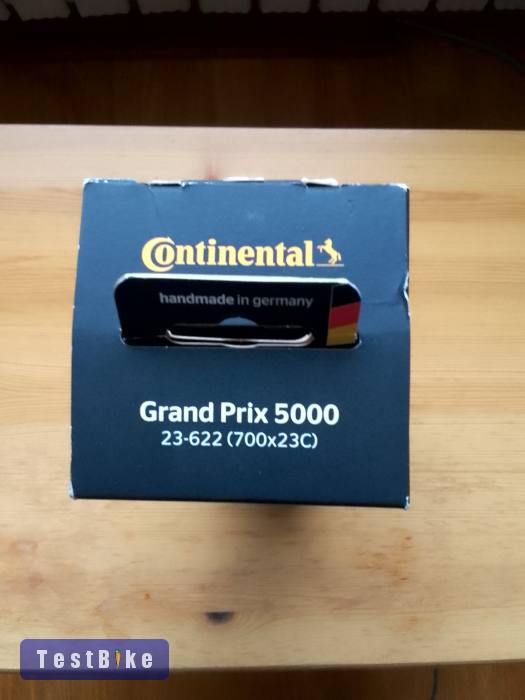 Continental
handmade in germany
Grand Prix 5000
23-622 (700x23C)
TestBike